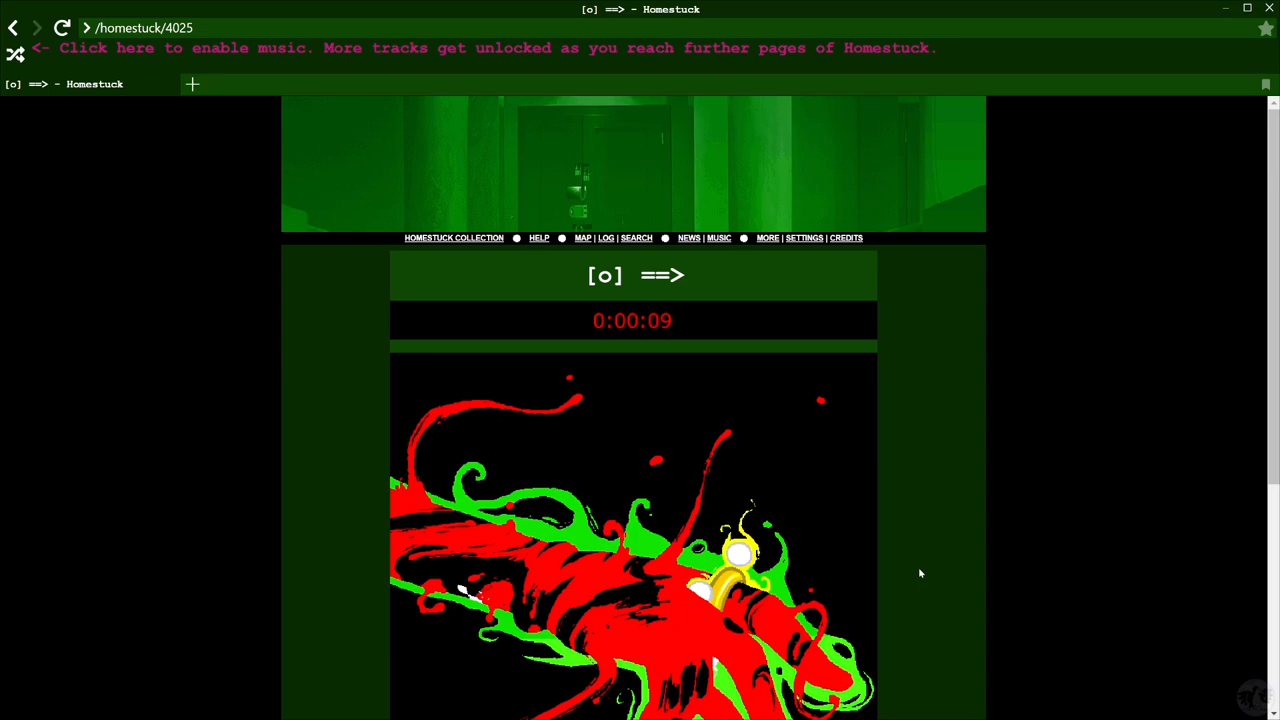 [o] ==> - Homestuck
/homestuck/4025
<- Click here to enable music. More tracks get unlocked as you reach further pages of Homestuck.
[o] ==> - Homestuck
HOMESTUCK COLLECTION HELP MAP | LOG | SEARCH NEWS | MUSIC MORE | SETTINGS | CREDITS
[o] ==>
0:00:09